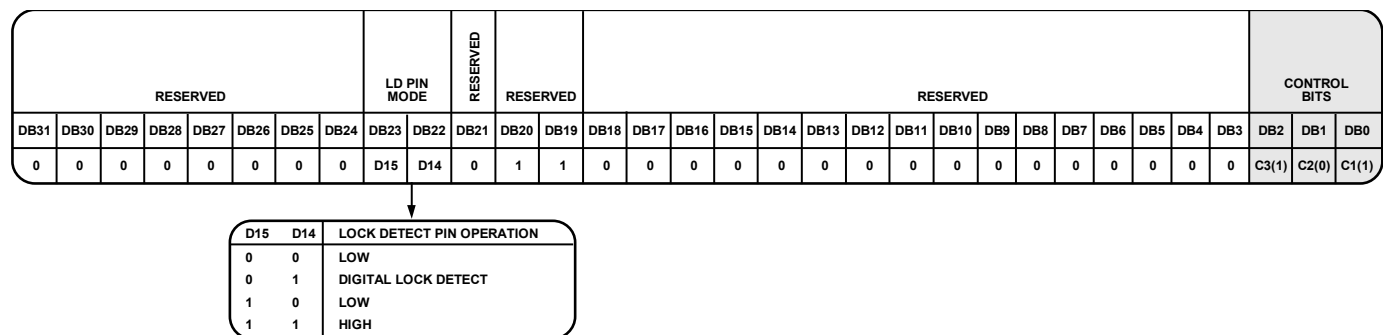 RESERVED
LD PIN
MODE
RESERVED
RESERVED
RESERVED
CONTROL
BITS
DB31 DB30 DB29 DB28 DB27 DB26 DB25 DB24 DB23 DB22 DB21 DB20 DB19 DB18 DB17 DB16 DB15 DB14 DB13 DB12 DB11 DB10 DB9 DB8 DB7 DB6 DB5 DB4 DB3 DB2 DB1 DB0
0 0 0 0 0 0 0 0 D15 D14 0 1 1 0 0 0 0 0 0 0 0 0 0 0 0 0 0 0 0 C3(1) C2(0) C1(1)
D15 D14 LOCK DETECT PIN OPERATION
0 0 LOW
0 1 DIGITAL LOCK DETECT
1 0 LOW
1 1 HIGH